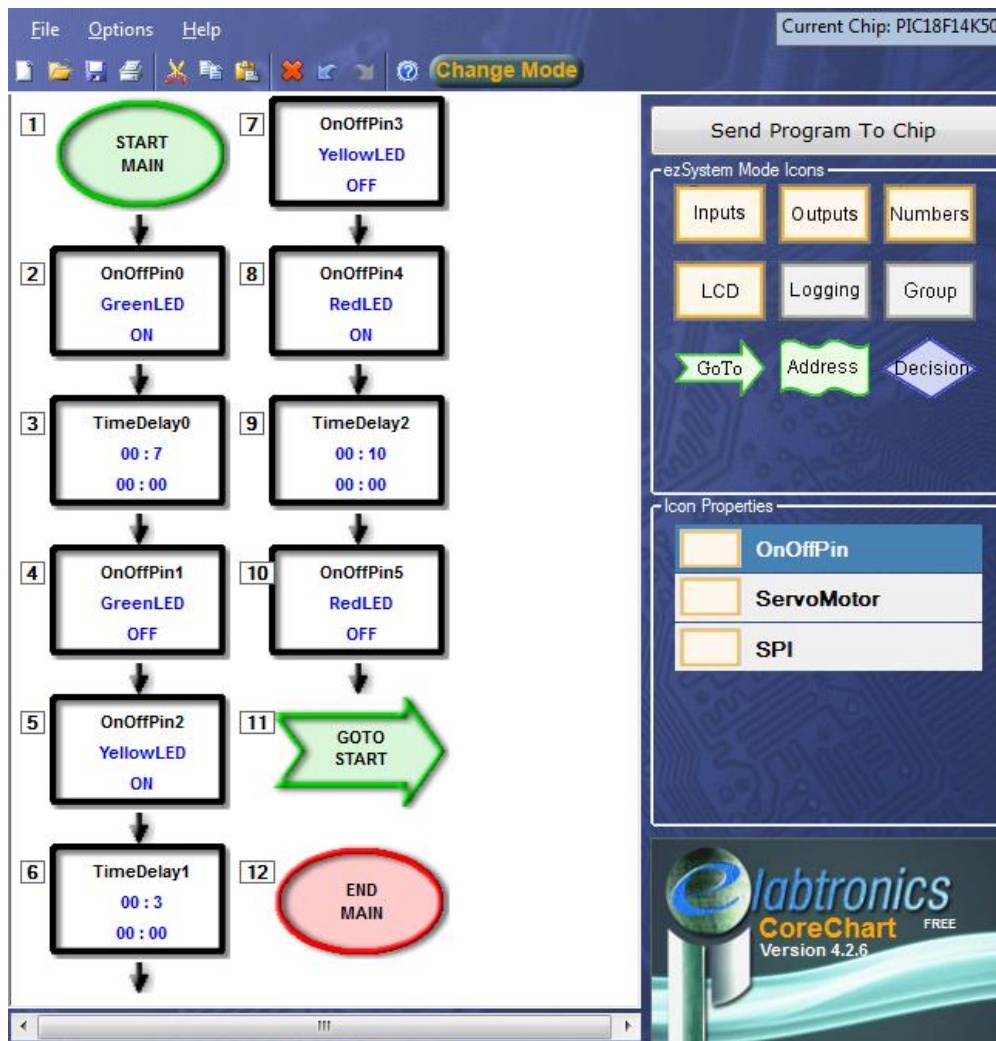 File Options Help
Current Chip: PIC18F14K50
Change Mode
1
START
MAIN
2
OnOffPin0
GreenLED
ON
3
TimeDelay0
00 : 7
00 : 00
4
OnOffPin1
GreenLED
OFF
5
OnOffPin2
YellowLED
ON
6
TimeDelay1
00 : 3
00 : 00
7
OnOffPin3
YellowLED
OFF
8
OnOffPin4
RedLED
ON
9
TimeDelay2
00 : 10
00 : 00
10
OnOffPin5
RedLED
OFF
11
GOTO
START
12
END
MAIN
Send Program To Chip
ezSystem Mode Icons
Inputs Outputs Numbers
LCD Logging Group
GoTo Address Decision
Icon Properties
OnOffPin
ServoMotor
SPI
elabtronics
CoreChart FREE
Version 4.2.6